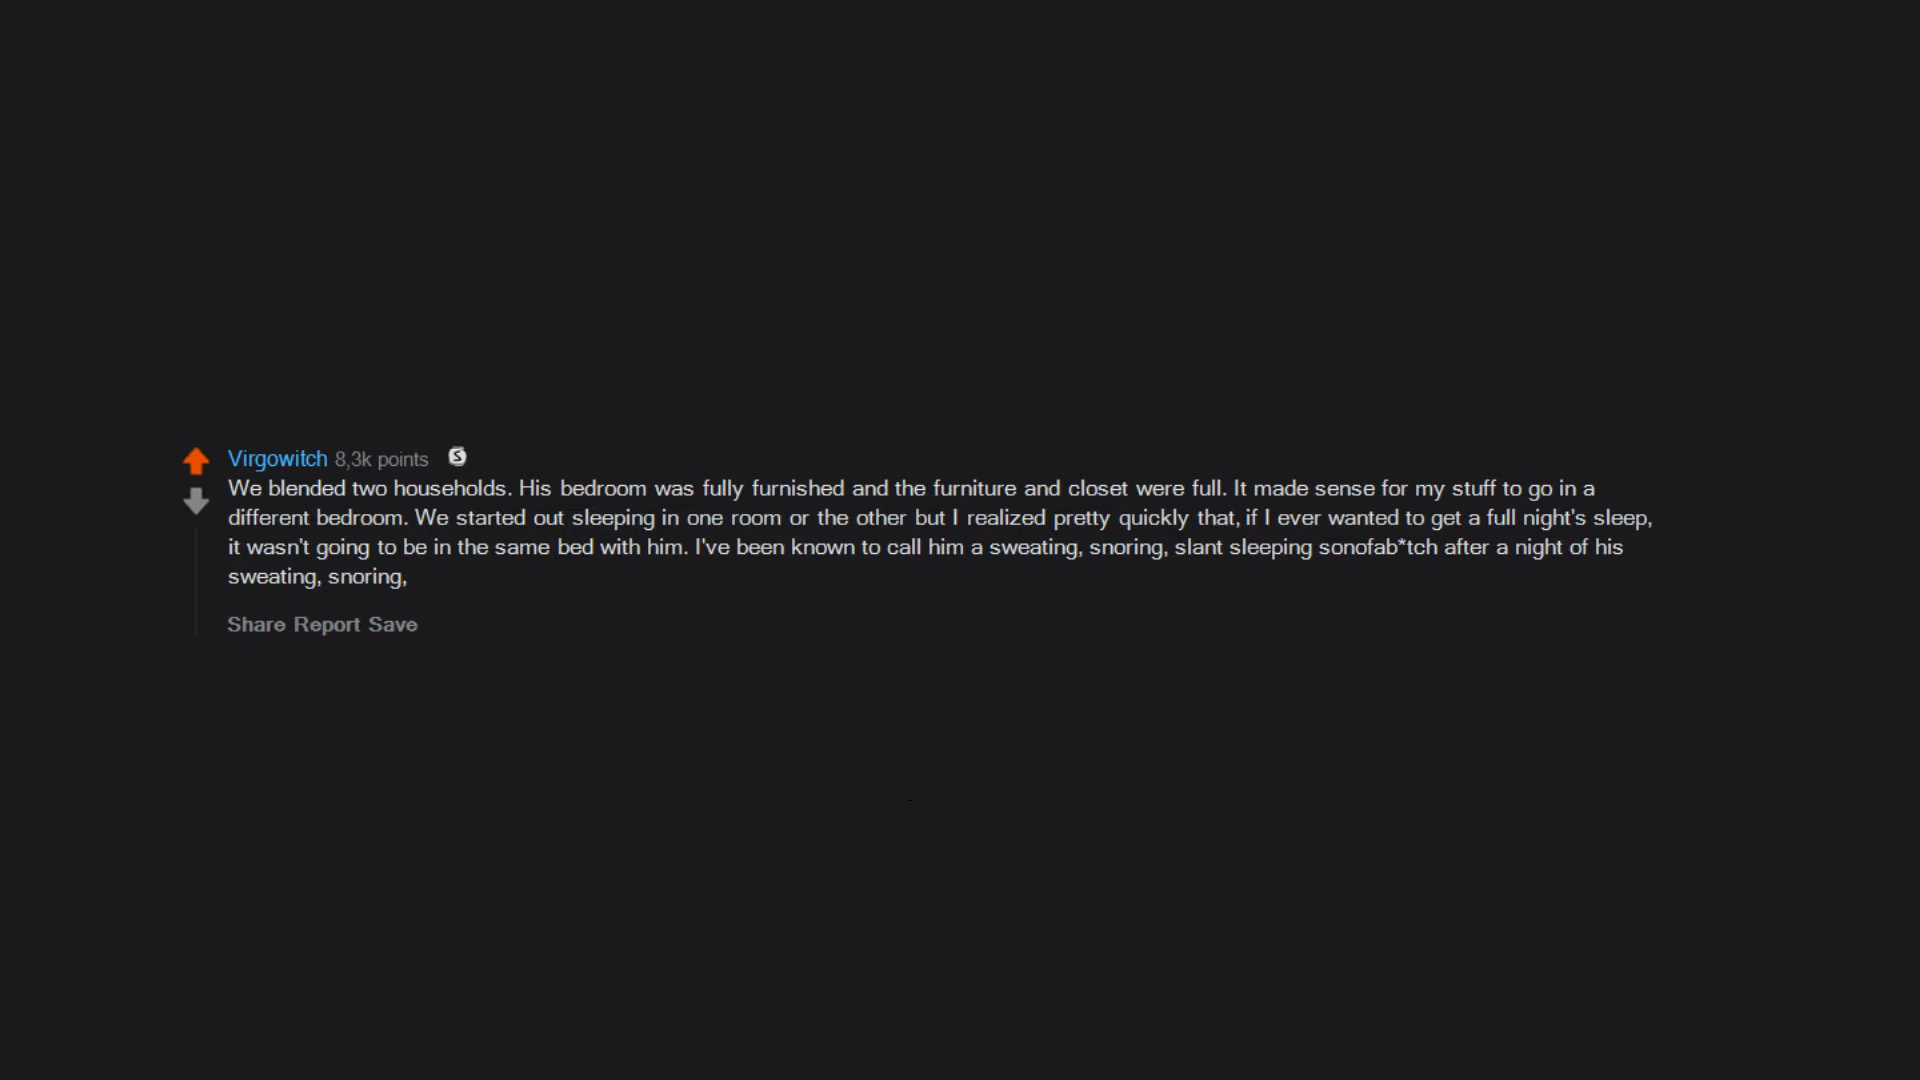 Virgowitch 8,3k points
We blended two households. His bedroom was fully furnished and the furniture and closet were full. It made sense for my stuff to go in a
different bedroom. We started out sleeping in one room or the other but I realized pretty quickly that, if I ever wanted to get a full night's sleep,
it wasn't going to be in the same bed with him. I've been known to call him a sweating, snoring, slant sleeping sonofab*tch after a night of his
sweating, snoring,
Share Report Save